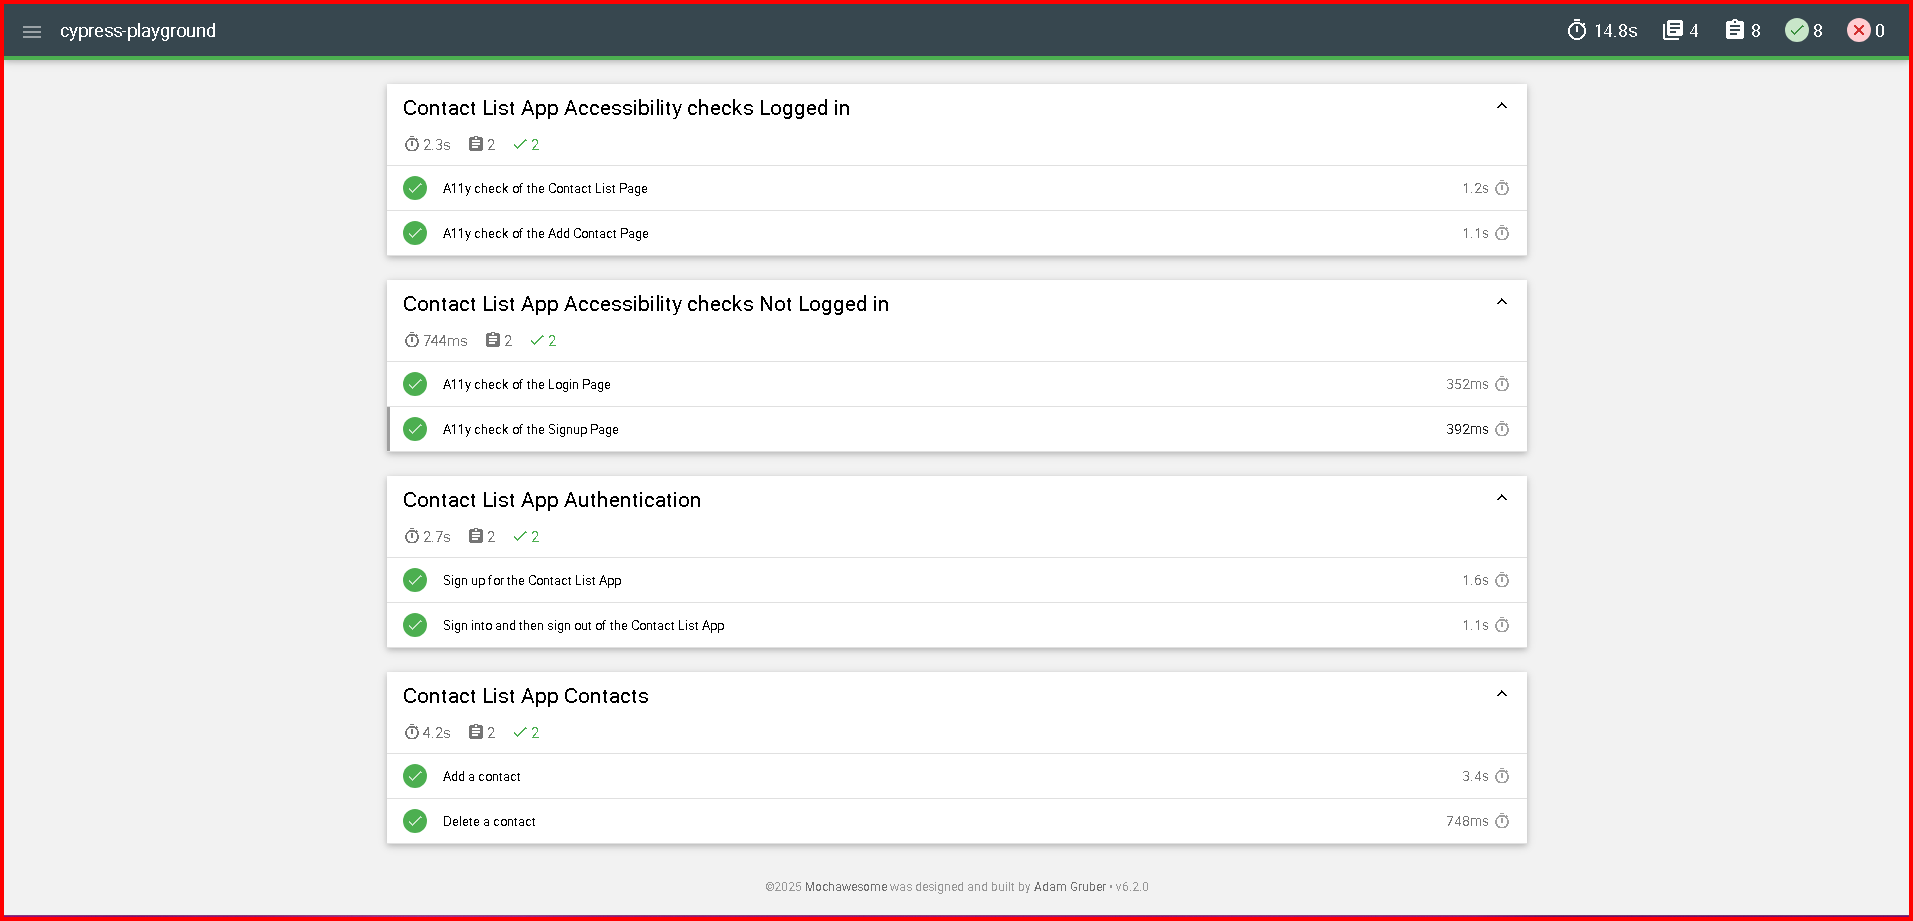 cypress-playground 14.8s 4 8 8 0
Contact List App Accessibility checks Logged in
2.3s 2 2
A11y check of the Contact List Page 1.2s
A11y check of the Add Contact Page 1.1s
Contact List App Accessibility checks Not Logged in
744ms 2 2
A11y check of the Login Page 352ms
A11y check of the Signup Page 392ms
Contact List App Authentication
2.7s 2 2
Sign up for the Contact List App 1.6s
Sign into and then sign out of the Contact List App 1.1s
Contact List App Contacts
4.2s 2 2
Add a contact 3.4s
Delete a contact 748ms
©2025 Mochawesome was designed and built by Adam Gruber • v6.2.0